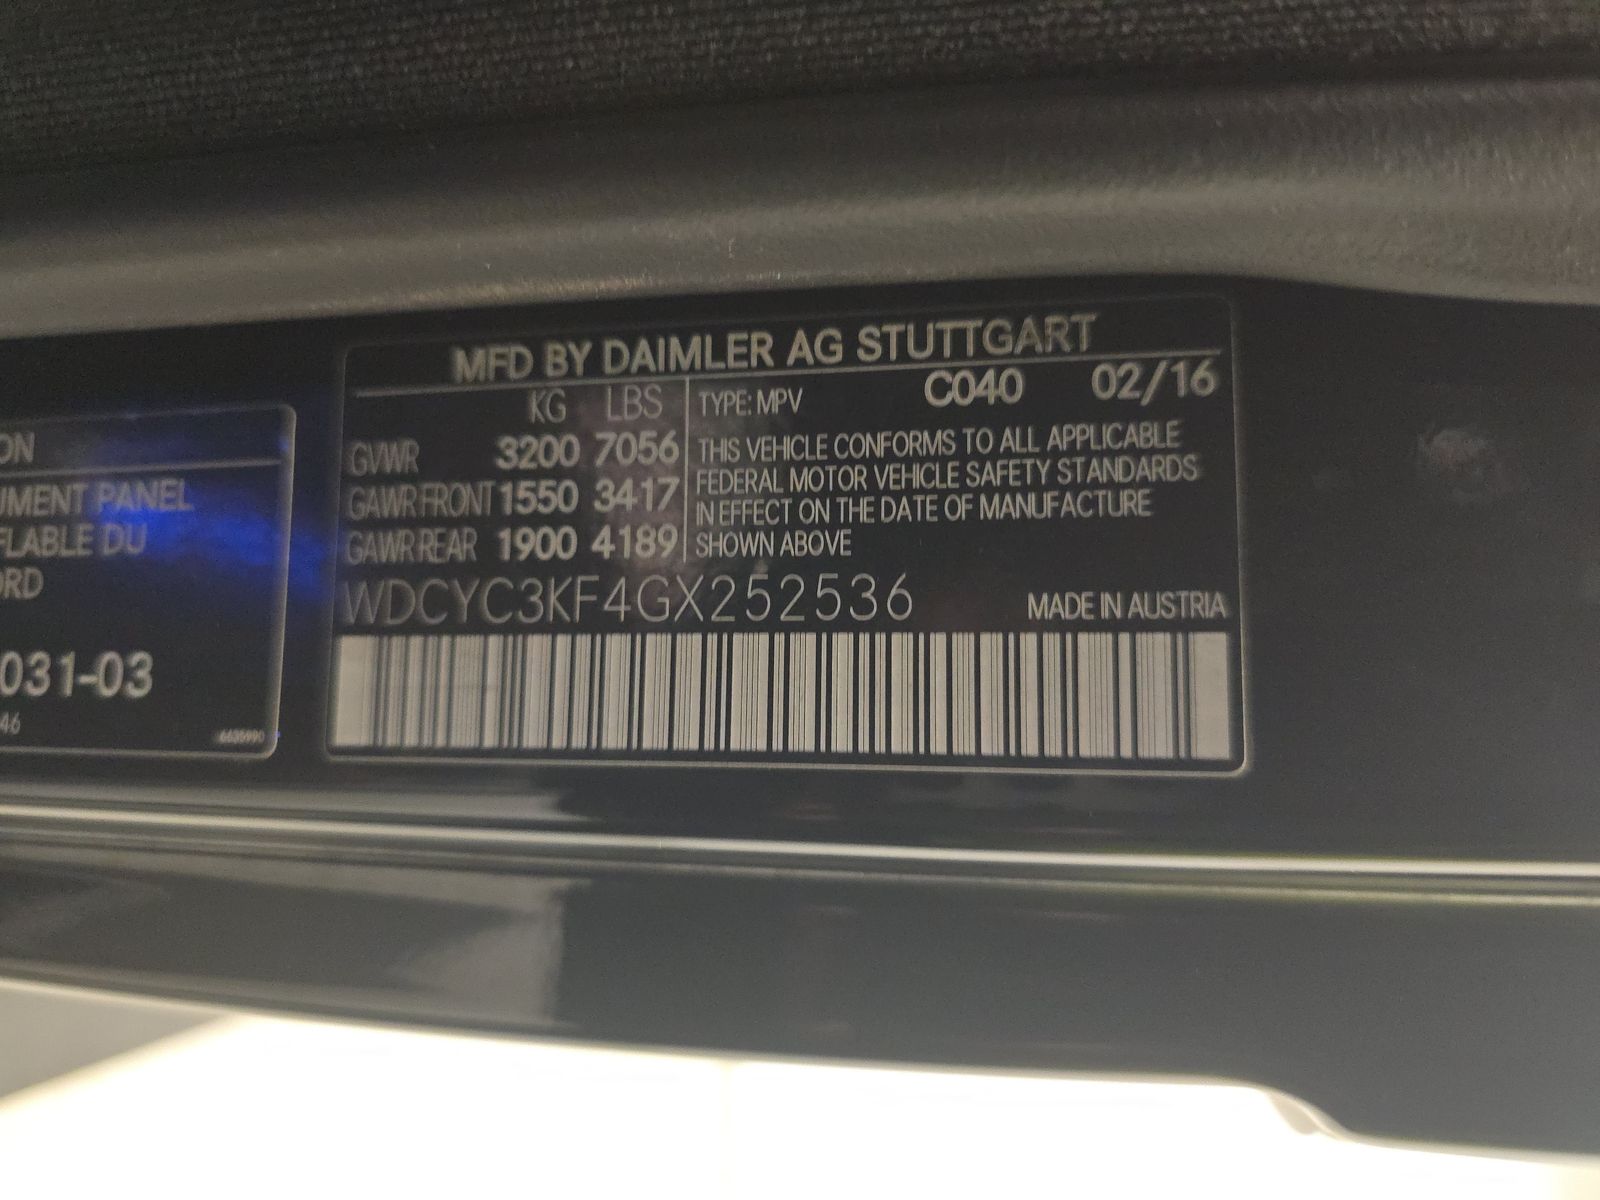 ON
UMENT PANEL
FLABLE DU
ORD
031-03
46
6635990
MFD BY DAIMLER AG STUTTGART
KG LBS
GVWR 3200 7056
GAWR FRONT 1550 3417
GAWR REAR 1900 4189
TYPE: MPV C040 02/16
THIS VEHICLE CONFORMS TO ALL APPLICABLE
FEDERAL MOTOR VEHICLE SAFETY STANDARDS
IN EFFECT ON THE DATE OF MANUFACTURE
SHOWN ABOVE
WDCYC3KF4GX252536 MADE IN AUSTRIA